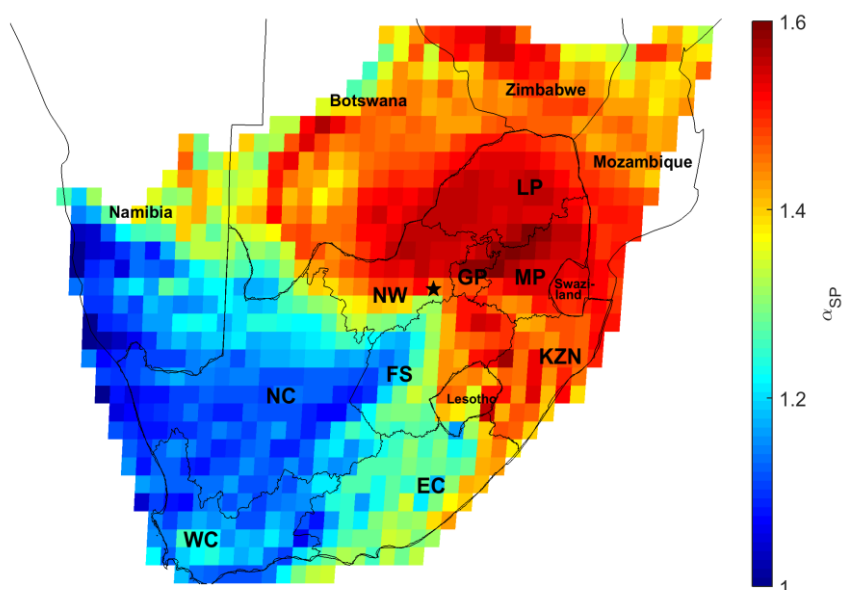 1.6
Zimbabwe
Botswana
Mozambique
LP
Namibia
1.4
GP
MP
Swazi-
land
NW
αSP
KZN
FS
NC
Lesotho
1.2
EC
WC
1